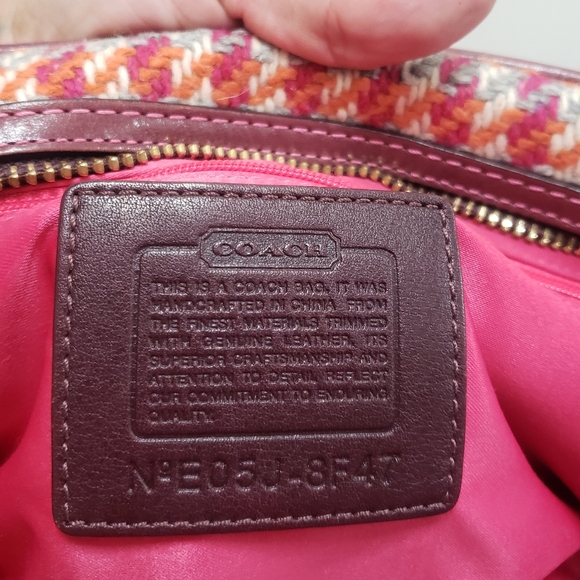 COACH
THIS IS A COACH BAG. IT WAS
HANDCRAFTED IN CHINA FROM
THE FINEST MATERIALS TRIMMED
WITH GENUINE LEATHER. ITS
SUPERIOR CRAFTSMANSHIP AND
ATTENTION TO DETAIL REFLECT
OUR COMMITMENT TO ENDURING
QUALITY.
NºE05J-8F47